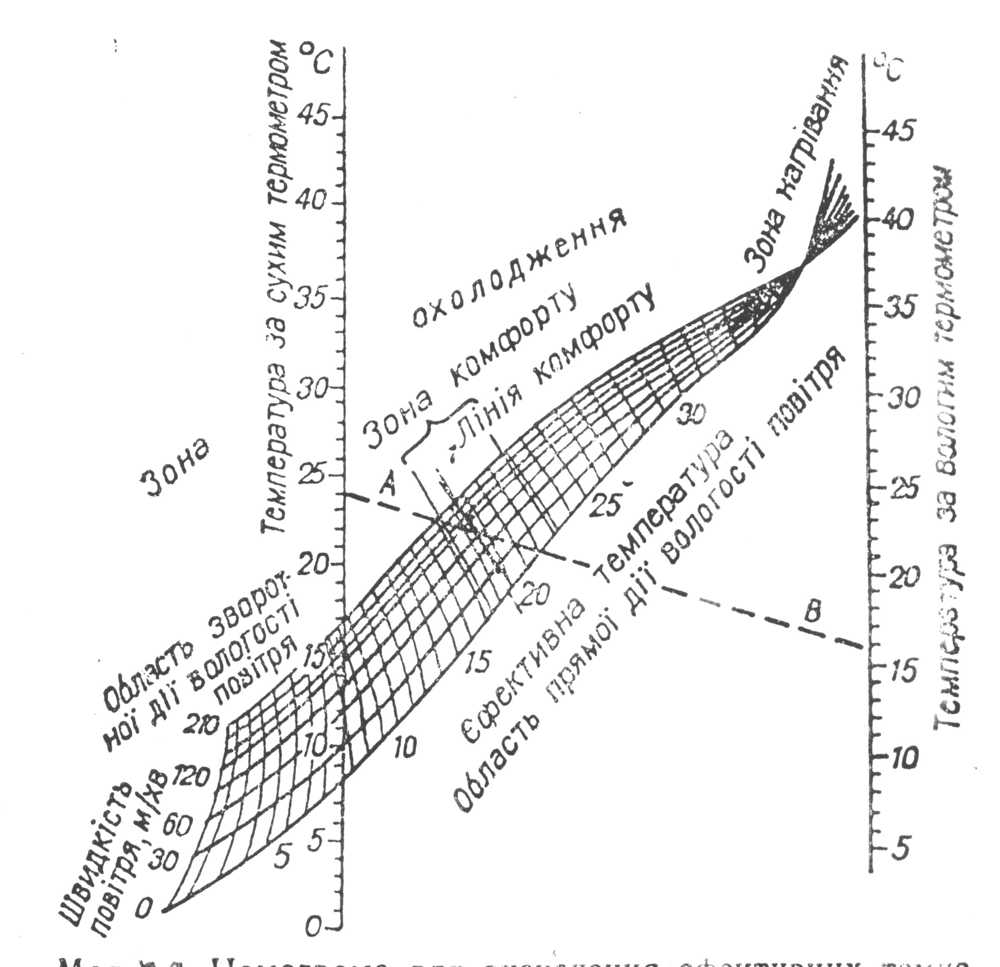 Температура за сухим термометром
°C
45
40
35
30
25
20
15
10
5
0
Зона охолодження
Зона комфорту
Лінія комфорту
Зона нагрівання
A
B
Область зворот-
ної дії вологості
повітря
Швидкість
повітря, м/хв
210
120
60
30
0
5
10
15
20
25
30
Єфективна температура
Область прямої дії вологості повітря
°C
45
40
35
30
25
20
15
10
5
Температура за вологим термометром